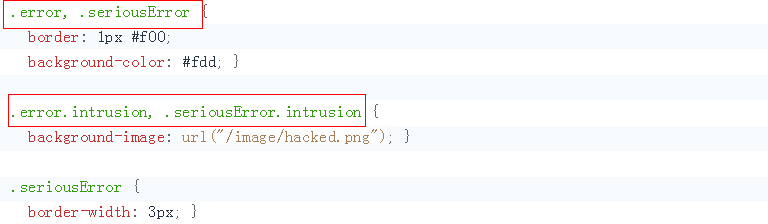 .error, .seriousError {
border: 1px #f00;
background-color: #fdd; }
.error.intrusion, .seriousError.intrusion {
background-image: url("/image/hacked.png"); }
.seriousError {
border-width: 3px; }